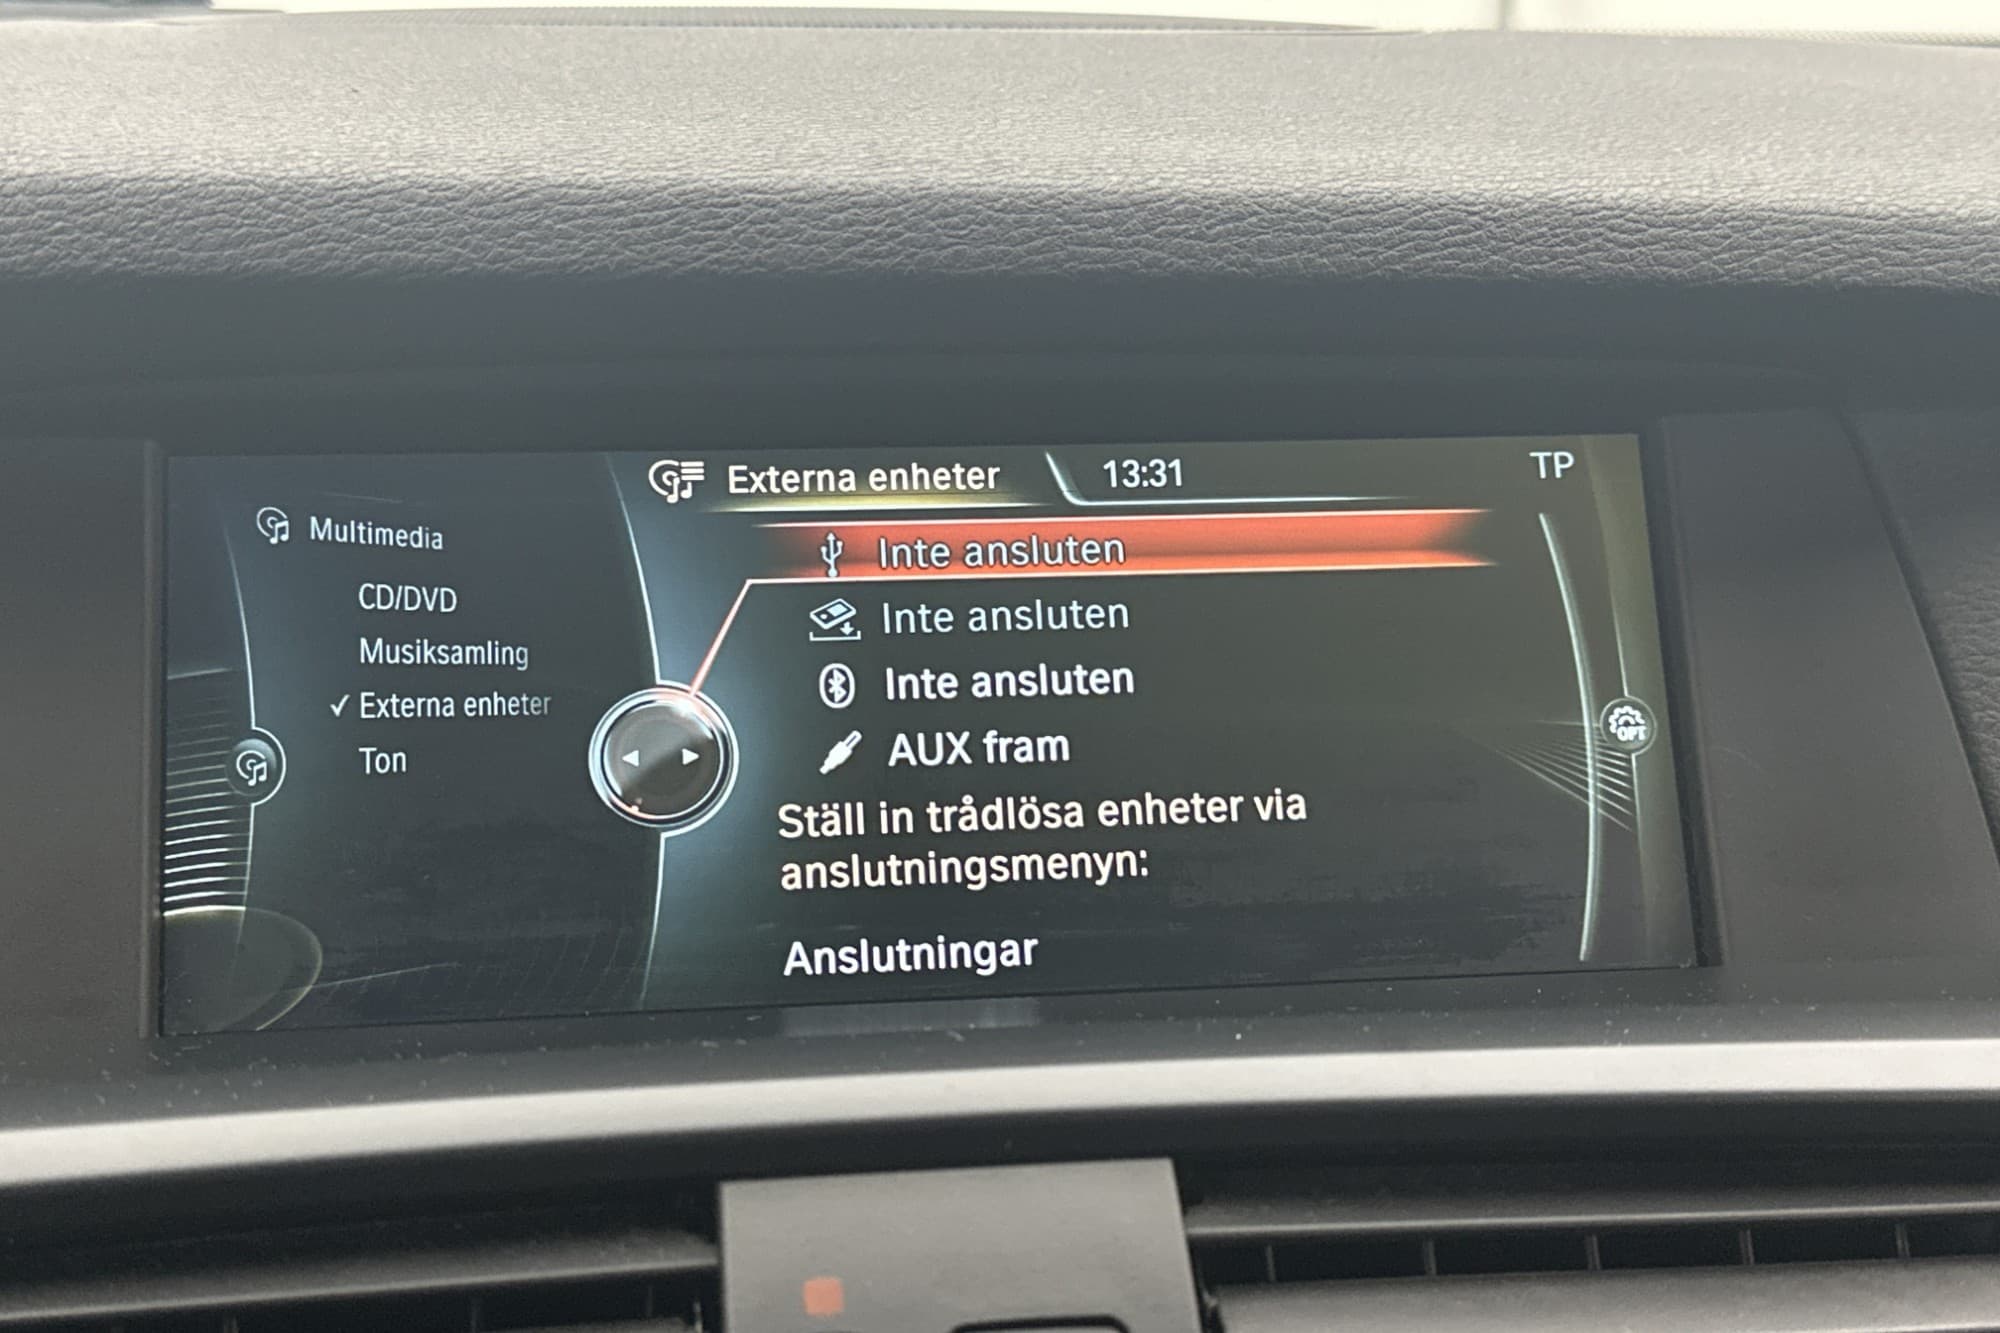 Externa enheter
13:31
TP
Multimedia
CD/DVD
Musiksamling
✓ Externa enheter
Ton
Inte ansluten
Inte ansluten
Inte ansluten
AUX fram
Ställ in trådlösa enheter via
anslutningsmenyn:
Anslutningar
OPT